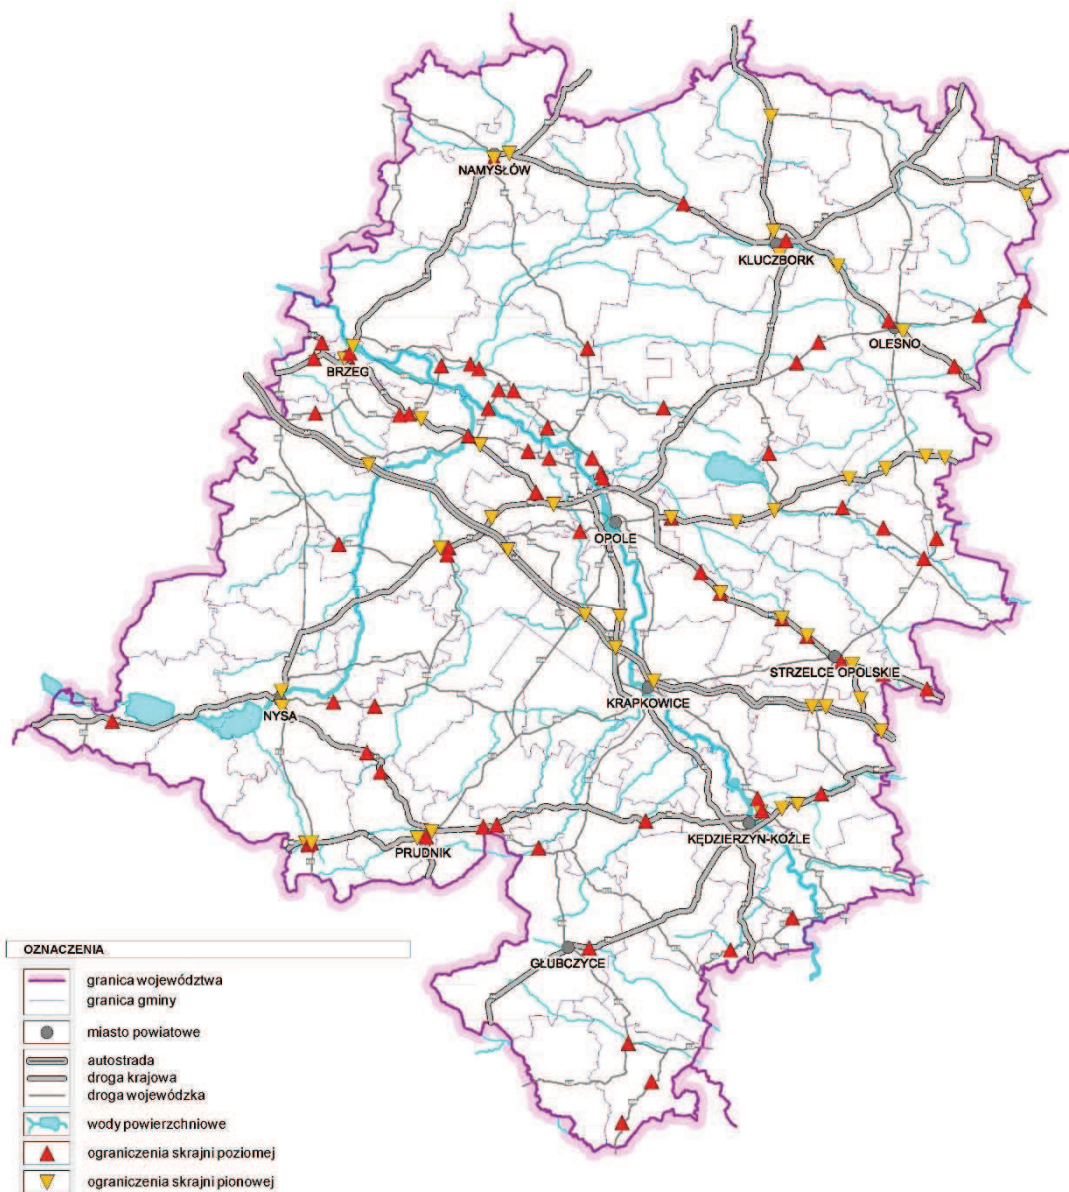 NAMYSŁÓW
KLUCZBORK
OLESNO
BRZEG
OPOLE
STRZELCE OPOLSKIE
NYSA
KRAPKOWICE
KĘDZIERZYN-KOŹLE
PRUDNIK
GŁUBCZYCE
OZNACZENIA
granica województwa
granica gminy
miasto powiatowe
autostrada
droga krajowa
droga wojewódzka
wody powierzchniowe
ograniczenia skrajni poziomej
ograniczenia skrajni pionowej